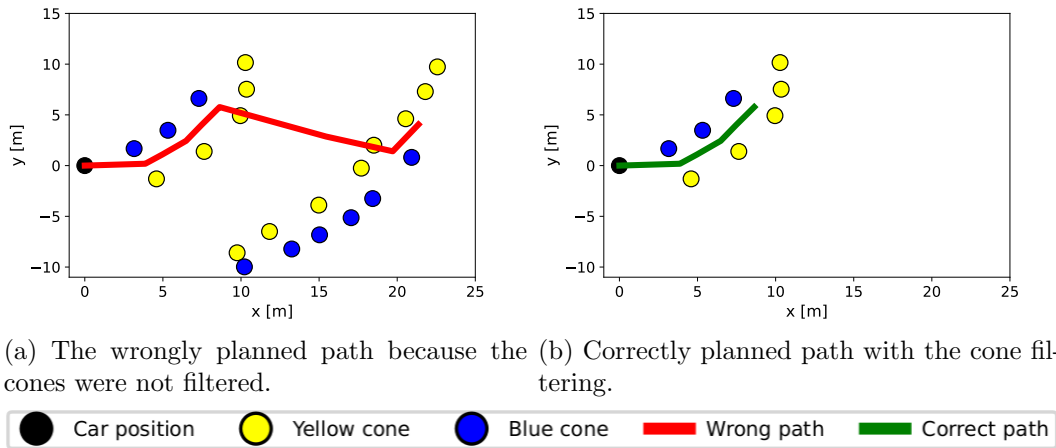 15
10
5
0
−5
−10
y [m]
0 5 10 15 20 25
x [m]
15
10
5
0
−5
−10
y [m]
0 5 10 15 20 25
x [m]
(a) The wrongly planned path because the
cones were not filtered.
(b) Correctly planned path with the cone fil-
tering.
Car position Yellow cone Blue cone Wrong path Correct path